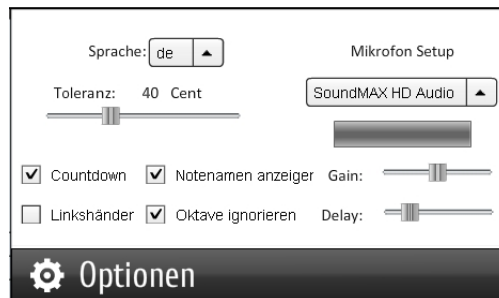 Sprache: de
Mikrofon Setup
Toleranz: 40 Cent
SoundMAX HD Audio
Countdown
Notenamen anzeiger
Gain:
Linkshänder
Oktave ignorieren
Delay:
Optionen